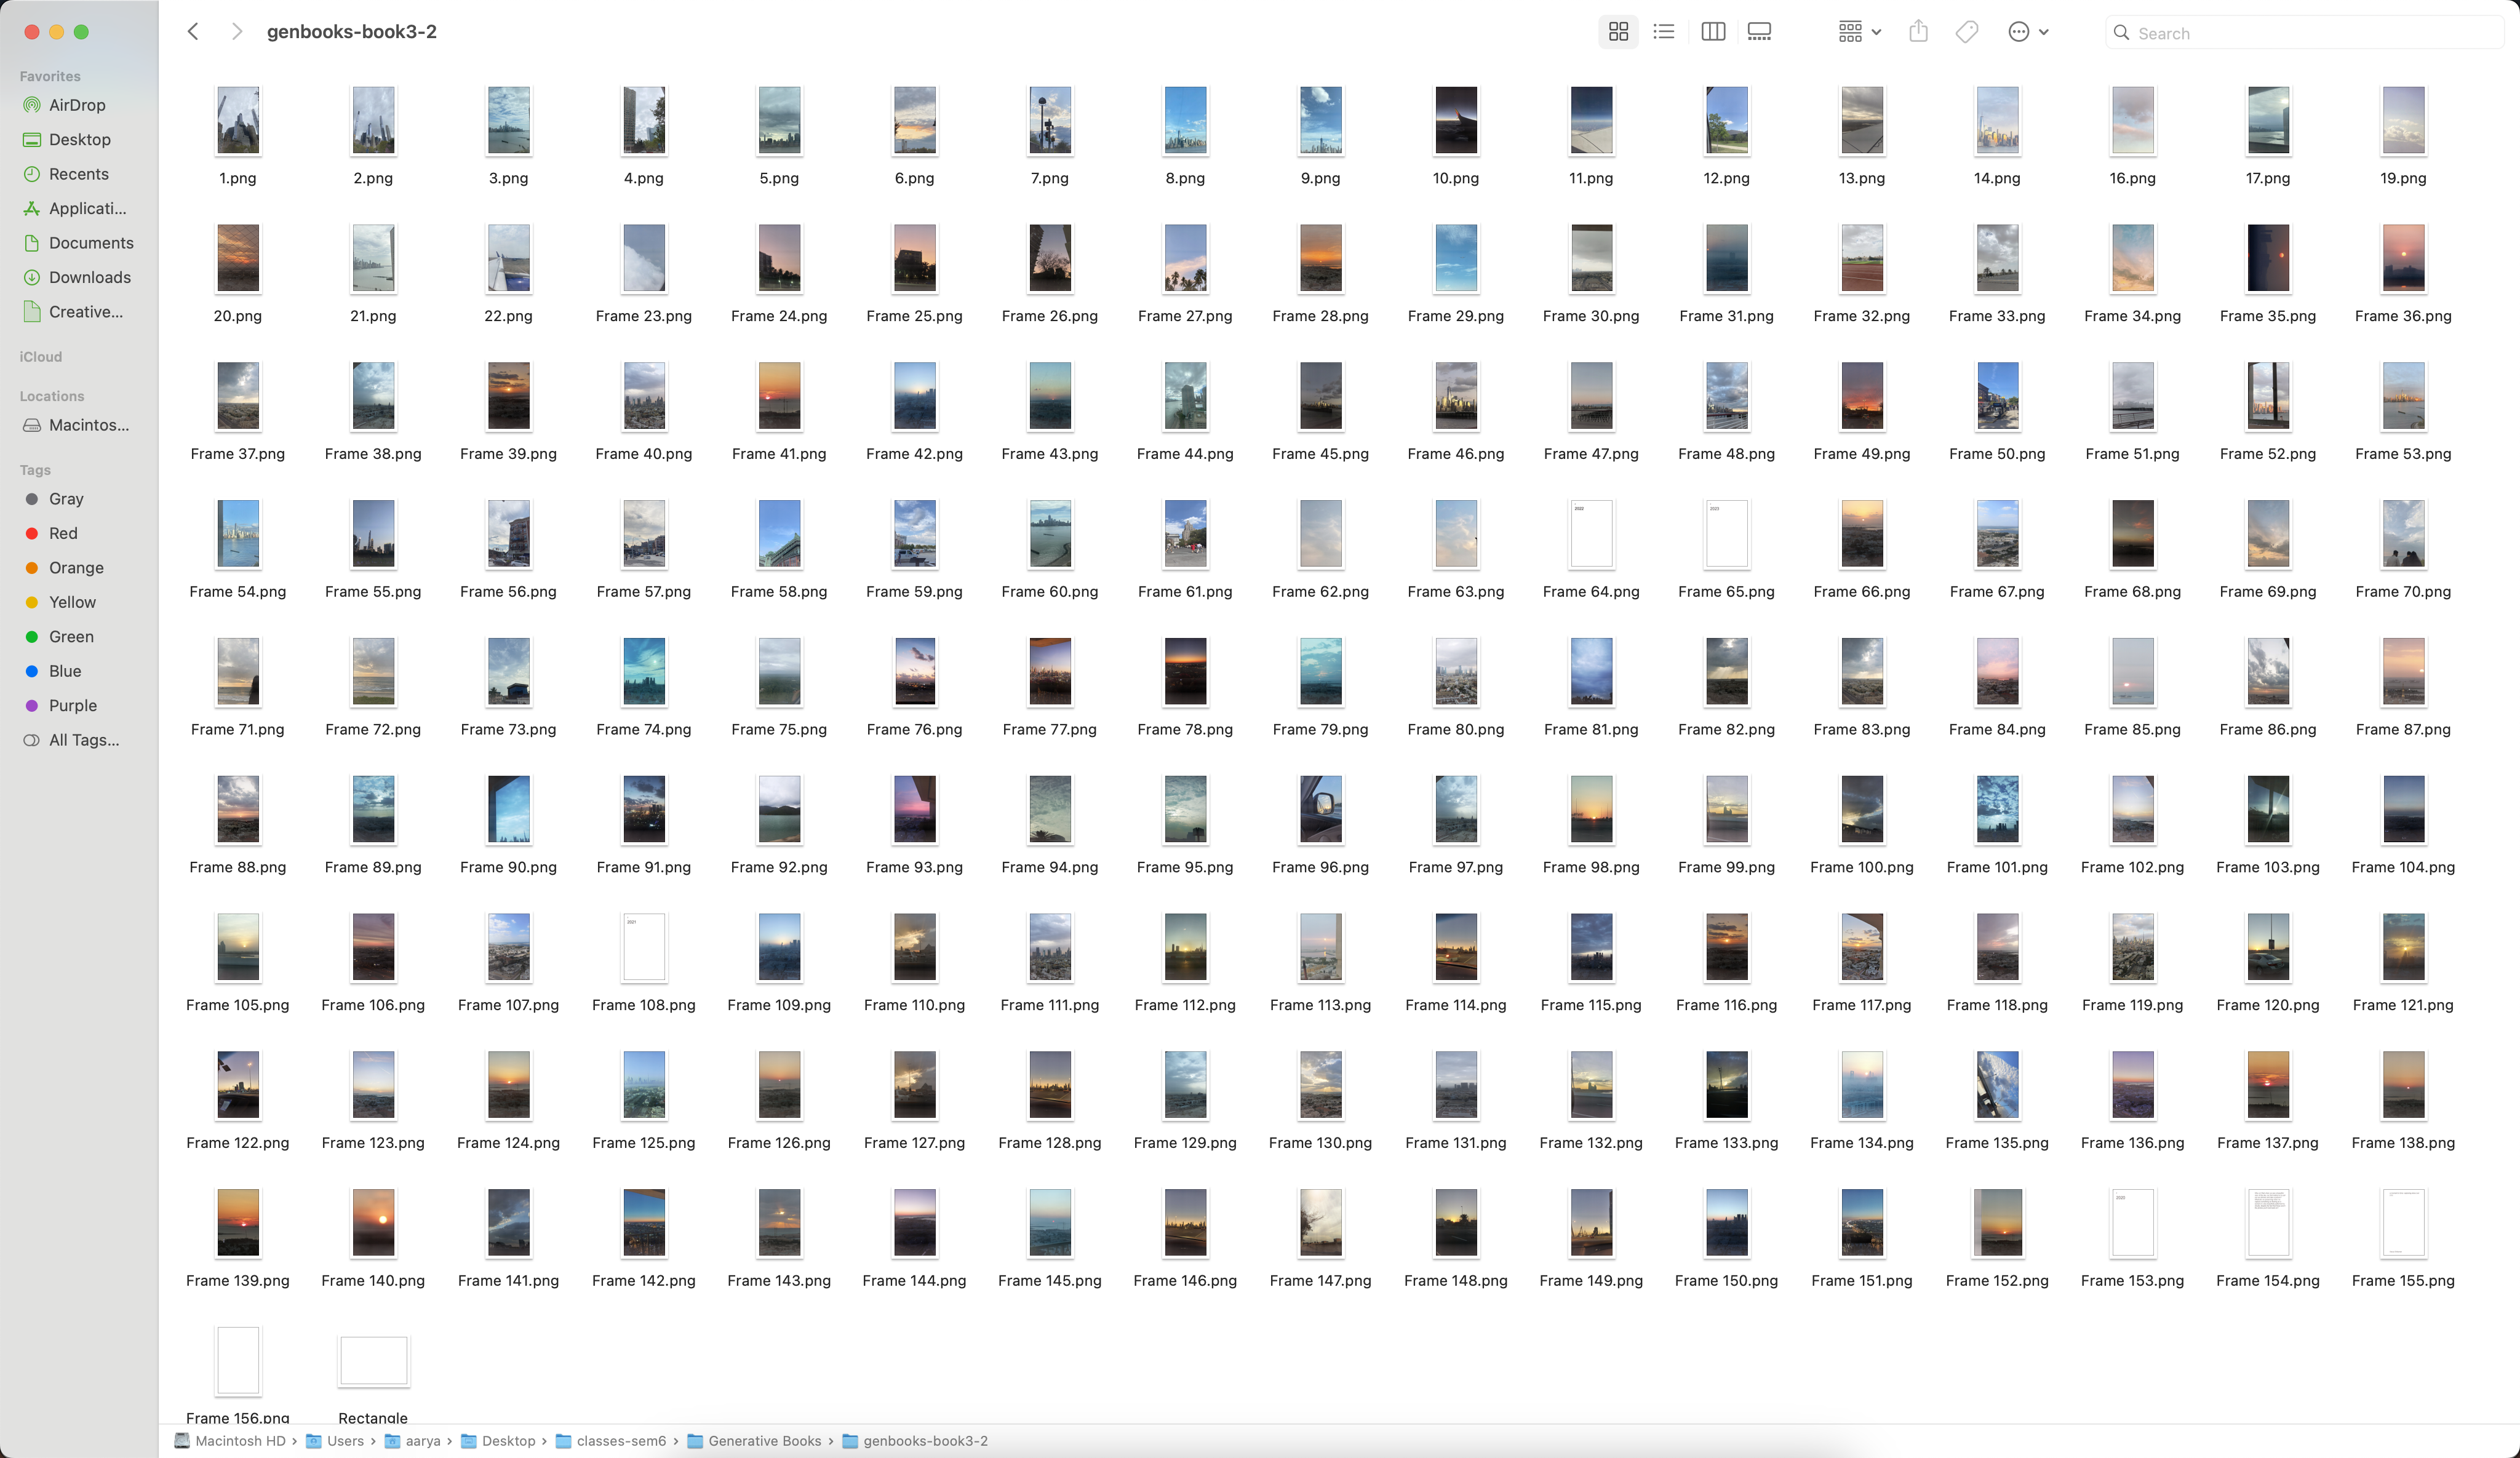 genbooks-book3-2
Search
Favorites
AirDrop
Desktop
Recents
Applicati...
Documents
Downloads
Creative...
iCloud
Locations
Macintos...
Tags
Gray
Red
Orange
Yellow
Green
Blue
Purple
All Tags...
1.png 2.png 3.png 4.png 5.png 6.png 7.png 8.png 9.png 10.png 11.png 12.png 13.png 14.png 16.png 17.png 19.png
20.png 21.png 22.png Frame 23.png Frame 24.png Frame 25.png Frame 26.png Frame 27.png Frame 28.png Frame 29.png Frame 30.png Frame 31.png Frame 32.png Frame 33.png Frame 34.png Frame 35.png Frame 36.png
Frame 37.png Frame 38.png Frame 39.png Frame 40.png Frame 41.png Frame 42.png Frame 43.png Frame 44.png Frame 45.png Frame 46.png Frame 47.png Frame 48.png Frame 49.png Frame 50.png Frame 51.png Frame 52.png Frame 53.png
2022 2023
Frame 54.png Frame 55.png Frame 56.png Frame 57.png Frame 58.png Frame 59.png Frame 60.png Frame 61.png Frame 62.png Frame 63.png Frame 64.png Frame 65.png Frame 66.png Frame 67.png Frame 68.png Frame 69.png Frame 70.png
Frame 71.png Frame 72.png Frame 73.png Frame 74.png Frame 75.png Frame 76.png Frame 77.png Frame 78.png Frame 79.png Frame 80.png Frame 81.png Frame 82.png Frame 83.png Frame 84.png Frame 85.png Frame 86.png Frame 87.png
Frame 88.png Frame 89.png Frame 90.png Frame 91.png Frame 92.png Frame 93.png Frame 94.png Frame 95.png Frame 96.png Frame 97.png Frame 98.png Frame 99.png Frame 100.png Frame 101.png Frame 102.png Frame 103.png Frame 104.png
2021
Frame 105.png Frame 106.png Frame 107.png Frame 108.png Frame 109.png Frame 110.png Frame 111.png Frame 112.png Frame 113.png Frame 114.png Frame 115.png Frame 116.png Frame 117.png Frame 118.png Frame 119.png Frame 120.png Frame 121.png
Frame 122.png Frame 123.png Frame 124.png Frame 125.png Frame 126.png Frame 127.png Frame 128.png Frame 129.png Frame 130.png Frame 131.png Frame 132.png Frame 133.png Frame 134.png Frame 135.png Frame 136.png Frame 137.png Frame 138.png
2020
Frame 139.png Frame 140.png Frame 141.png Frame 142.png Frame 143.png Frame 144.png Frame 145.png Frame 146.png Frame 147.png Frame 148.png Frame 149.png Frame 150.png Frame 151.png Frame 152.png Frame 153.png Frame 154.png Frame 155.png
Frame 156.png Rectangle
Macintosh HD › Users › aarya › Desktop › classes-sem6 › Generative Books › genbooks-book3-2